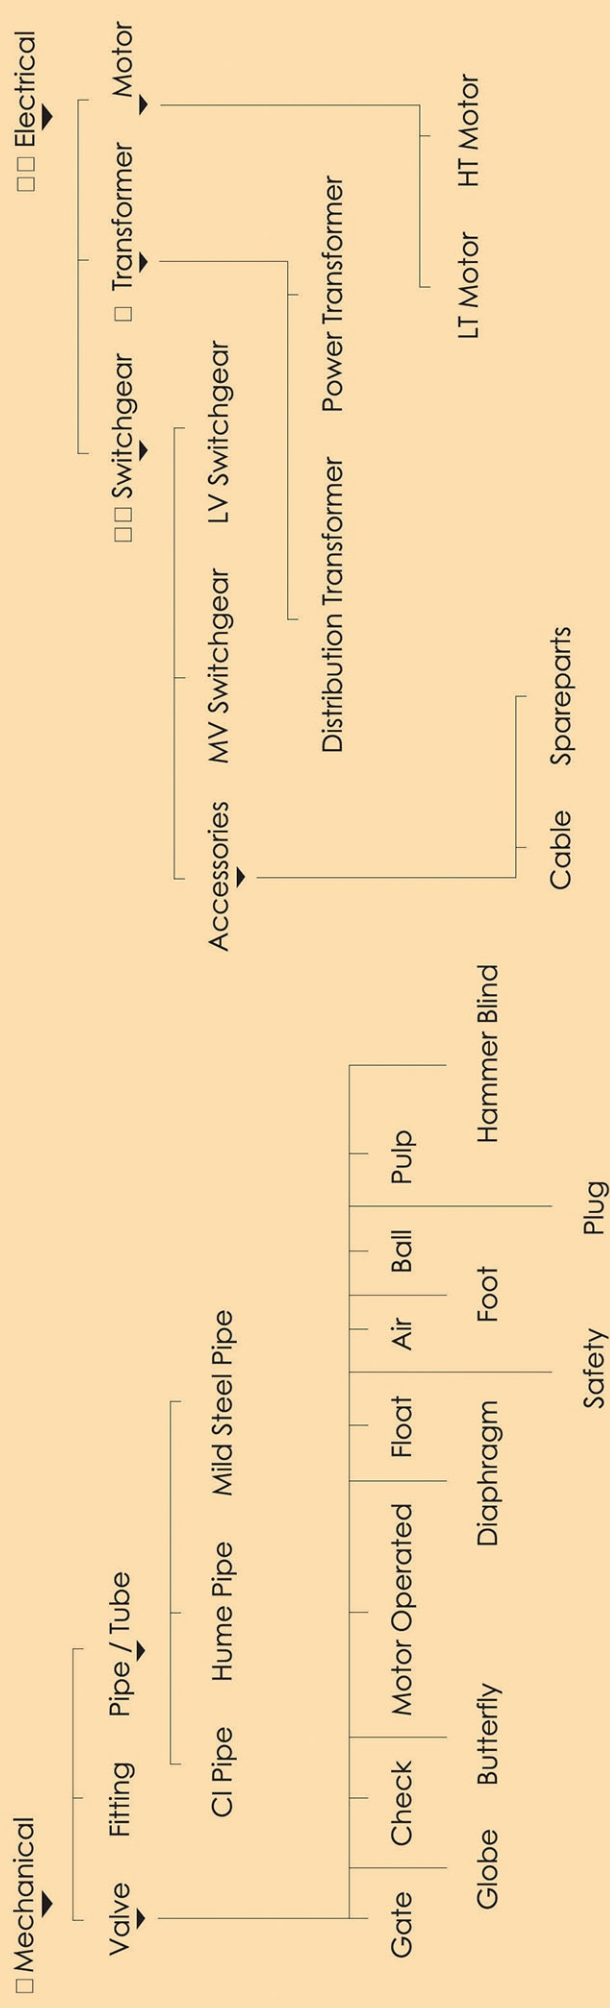 □ Mechanical
Valve
Fitting
Pipe / Tube
CI Pipe
Hume Pipe
Mild Steel Pipe
Gate
Check
Motor Operated
Float
Air
Ball
Pulp
Globe
Butterfly
Diaphragm
Foot
Hammer Blind
Safety
Plug
□□ Electrical
□□ Switchgear
□ Transformer
Motor
Accessories
MV Switchgear
LV Switchgear
Distribution Transformer
Power Transformer
LT Motor
HT Motor
Cable
Spareparts